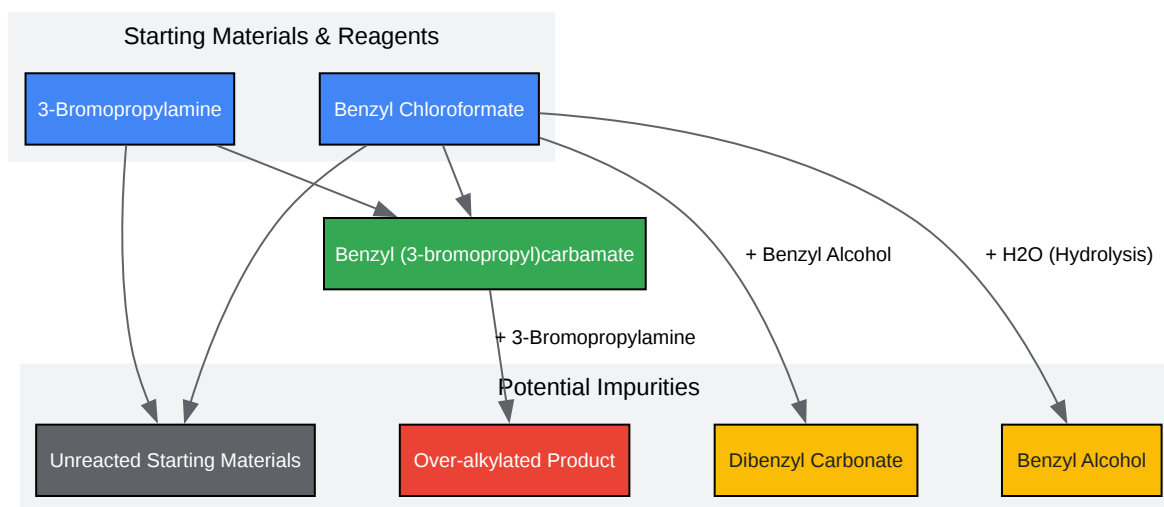 Starting Materials & Reagents
3-Bromopropylamine
Benzyl Chloroformate
Benzyl (3-bromopropyl)carbamate
+ Benzyl Alcohol
+ H2O (Hydrolysis)
+ 3-Bromopropylamine
Potential Impurities
Unreacted Starting Materials
Over-alkylated Product
Dibenzyl Carbonate
Benzyl Alcohol